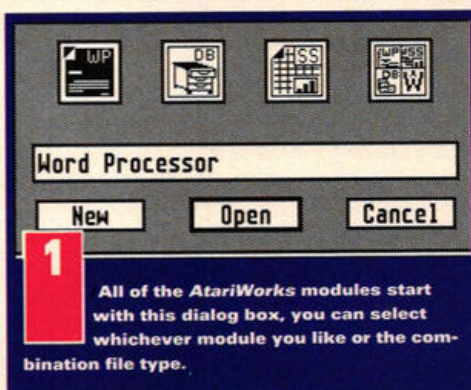 WP DB SS WP SS DB W
Word Processor
New Open Cancel
1
All of the AtariWorks modules start
with this dialog box, you can select
whichever module you like or the com-
bination file type.